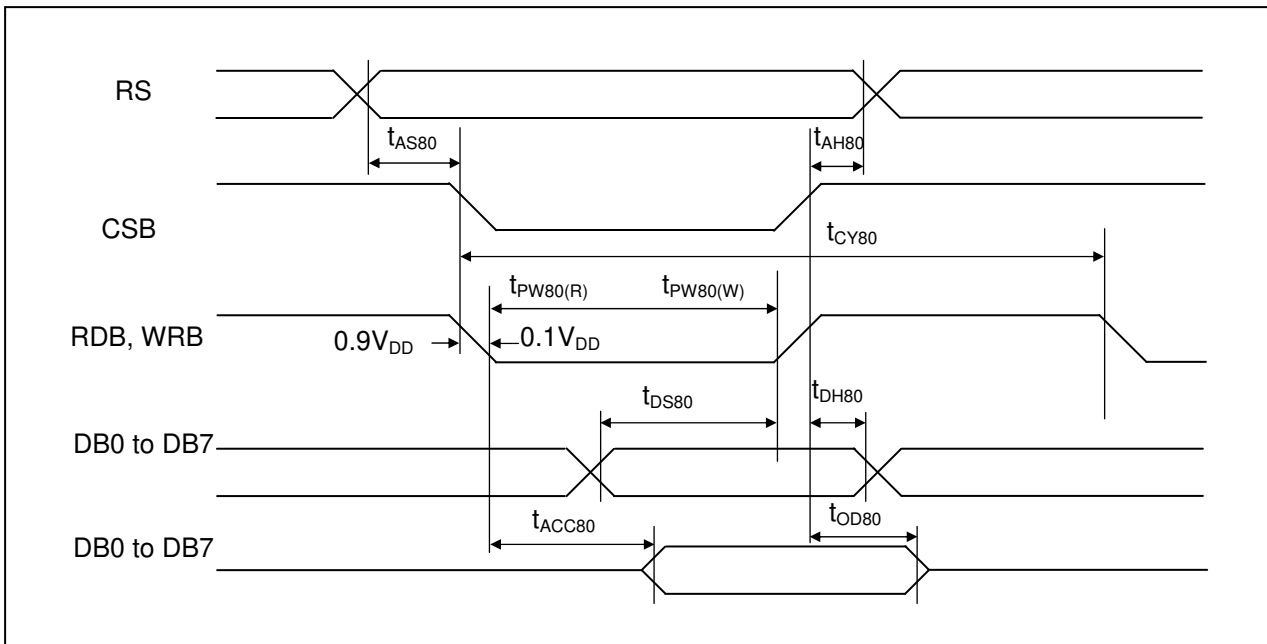 RS
tAS80
tAH80
CSB
tCY80
tPW80(R) tPW80(W)
RDB, WRB
0.9VDD
0.1VDD
tDS80
tDH80
DB0 to DB7
tACC80
tOD80
DB0 to DB7